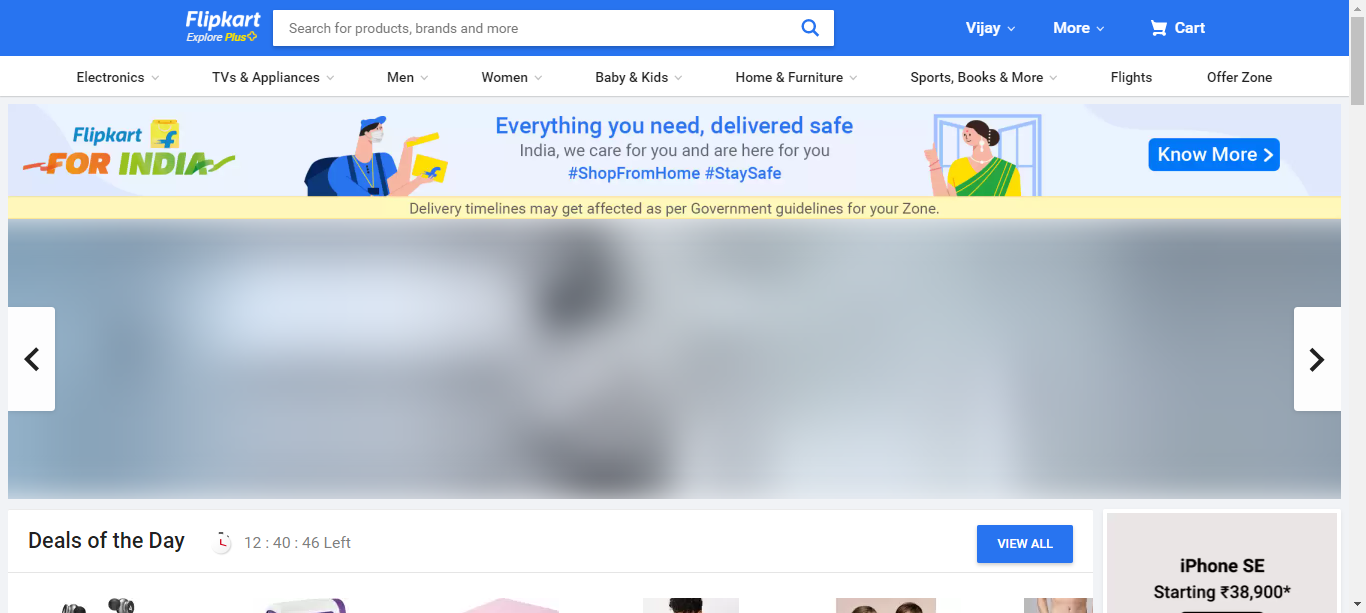 Flipkart
Explore Plus
Search for products, brands and more
Vijay
More
Cart
Electronics
TVs & Appliances
Men
Women
Baby & Kids
Home & Furniture
Sports, Books & More
Flights
Offer Zone
Flipkart
FOR INDIA
Everything you need, delivered safe
India, we care for you and are here for you
#ShopFromHome #StaySafe
Know More
Delivery timelines may get affected as per Government guidelines for your Zone.
Deals of the Day
12 : 40 : 46 Left
VIEW ALL
iPhone SE
Starting ₹38,900*